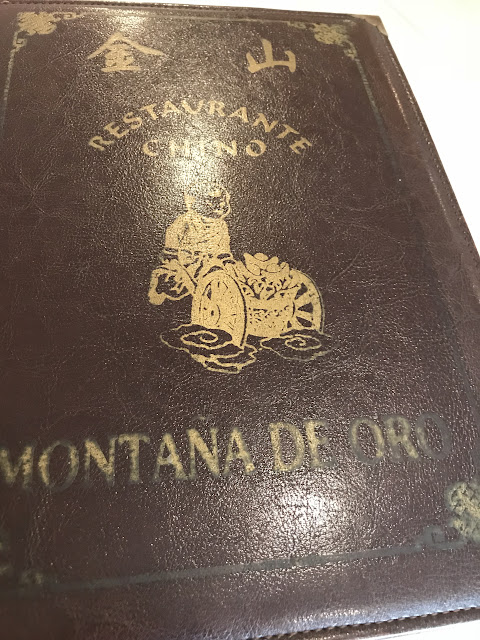 金 山
RESTAURANTE
CHINO
MONTAÑA DE ORO